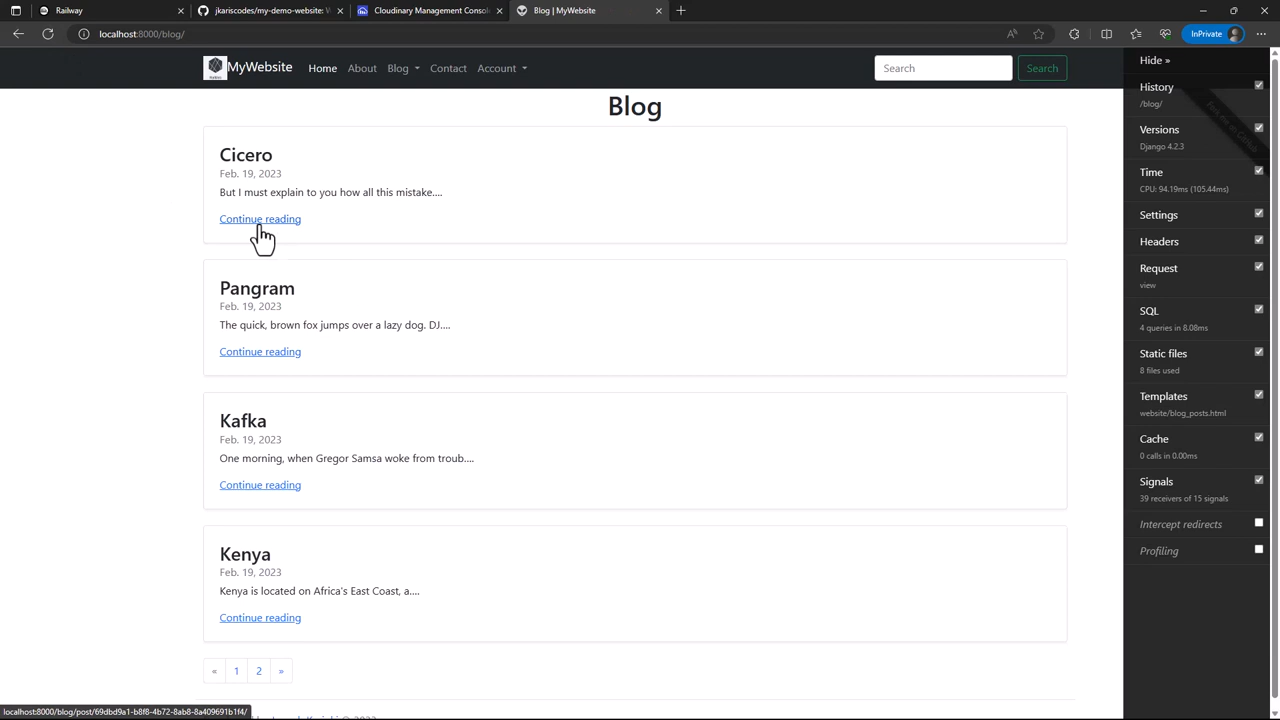 Railway
jkariscodes/my-demo-website: W
Cloudinary Management Consol
Blog | MyWebsite
localhost:8000/blog/
InPrivate
MyWebsite
Home
About
Blog
Contact
Account
Search
Search
Blog
Cicero
Feb. 19, 2023
But I must explain to you how all this mistake....
Continue reading
Pangram
Feb. 19, 2023
The quick, brown fox jumps over a lazy dog. DJ....
Continue reading
Kafka
Feb. 19, 2023
One morning, when Gregor Samsa woke from troub....
Continue reading
Kenya
Feb. 19, 2023
Kenya is located on Africa's East Coast, a....
Continue reading
« 1 2 »
Hide »
History
/blog/
Versions
Django 4.2.3
Time
CPU: 94.19ms (105.44ms)
Settings
Headers
Request
view
SQL
4 queries in 8.08ms
Static files
8 files used
Templates
website/blog_posts.html
Cache
0 calls in 0.00ms
Signals
39 receivers of 15 signals
Intercept redirects
Profiling
Fork me on GitHub
localhost:8000/blog/post/69dbd9a1-b8f8-4b72-8ab8-8a409691b1f4/